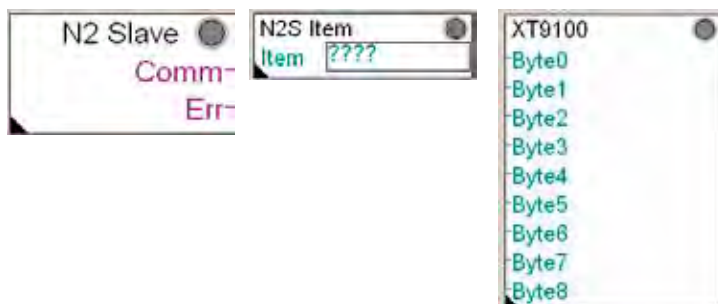 N2 Slave
Comm
Err
N2S Item
Item ????
XT9100
Byte0
Byte1
Byte2
Byte3
Byte4
Byte5
Byte6
Byte7
Byte8